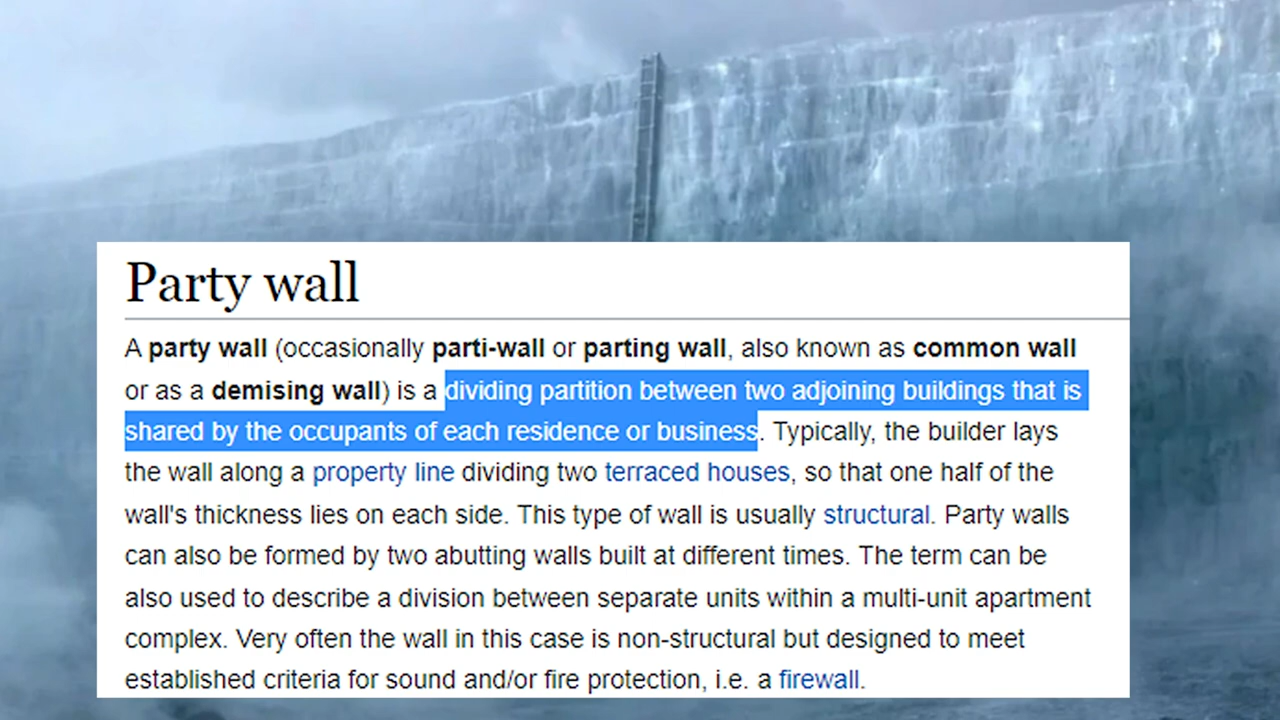 Party wall
A party wall (occasionally parti-wall or parting wall, also known as common wall
or as a demising wall) is a dividing partition between two adjoining buildings that is
shared by the occupants of each residence or business. Typically, the builder lays
the wall along a property line dividing two terraced houses, so that one half of the
wall's thickness lies on each side. This type of wall is usually structural. Party walls
can also be formed by two abutting walls built at different times. The term can be
also used to describe a division between separate units within a multi-unit apartment
complex. Very often the wall in this case is non-structural but designed to meet
established criteria for sound and/or fire protection, i.e. a firewall.